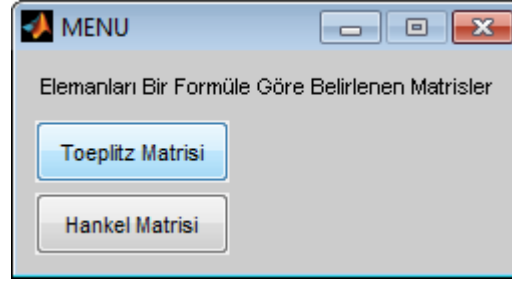 MENU
Elemanları Bir Formüle Göre Belirlenen Matrisler
Toeplitz Matrisi
Hankel Matrisi